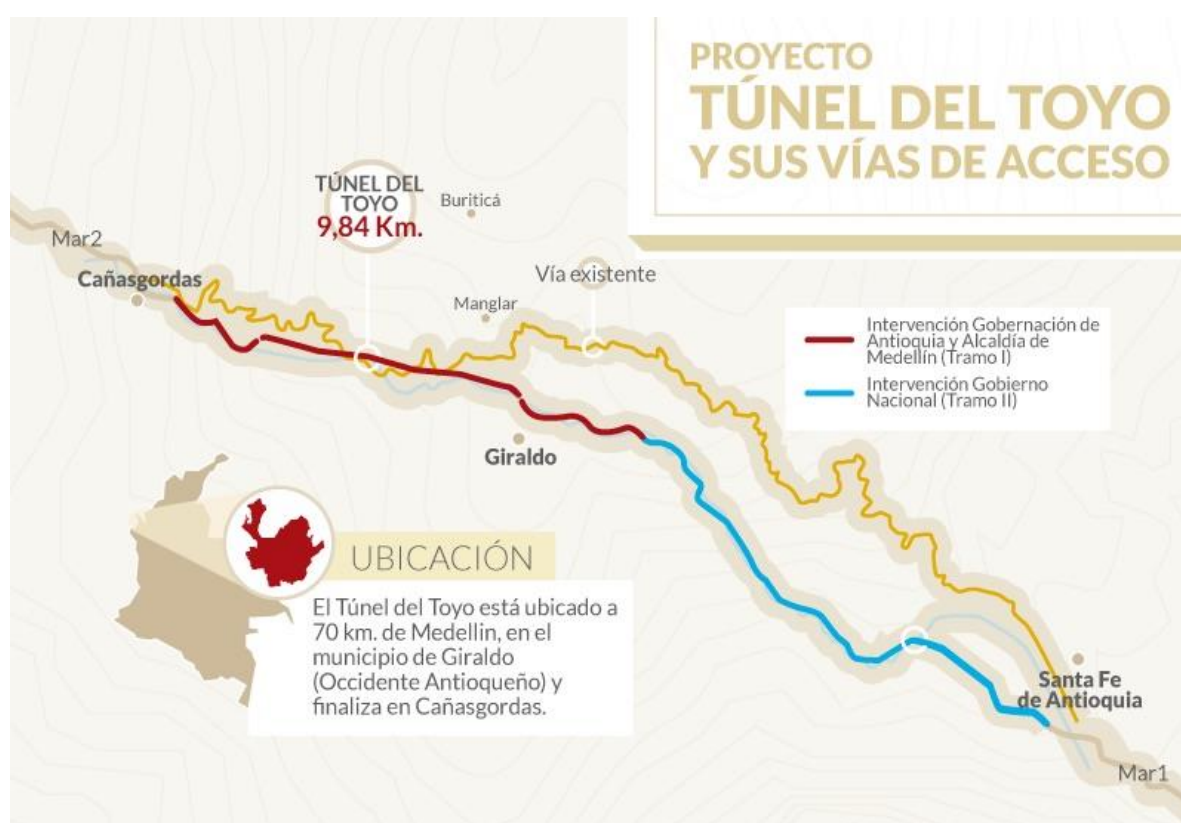 PROYECTO
TÚNEL DEL TOYO
Y SUS VÍAS DE ACCESO
TÚNEL DEL
TOYO
9,84 Km.
Buriticá
Mar2
Cañasgordas
Vía existente
Manglar
Intervención Gobernación de
Antioquia y Alcaldía de
Medellín (Tramo I)
Intervención Gobierno
Nacional (Tramo II)
Giraldo
UBICACIÓN
El Túnel del Toyo está ubicado a
70 km. de Medellin, en el
municipio de Giraldo
(Occidente Antioqueño) y
finaliza en Cañasgordas.
Santa Fe
de Antioquia
Mar1